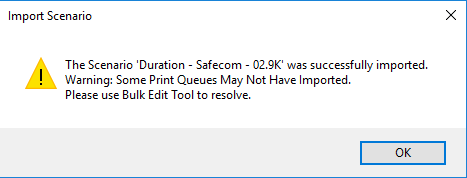 Import Scenario
The Scenario 'Duration - Safecom - 02.9K' was successfully imported.
Warning: Some Print Queues May Not Have Imported.
Please use Bulk Edit Tool to resolve.
OK